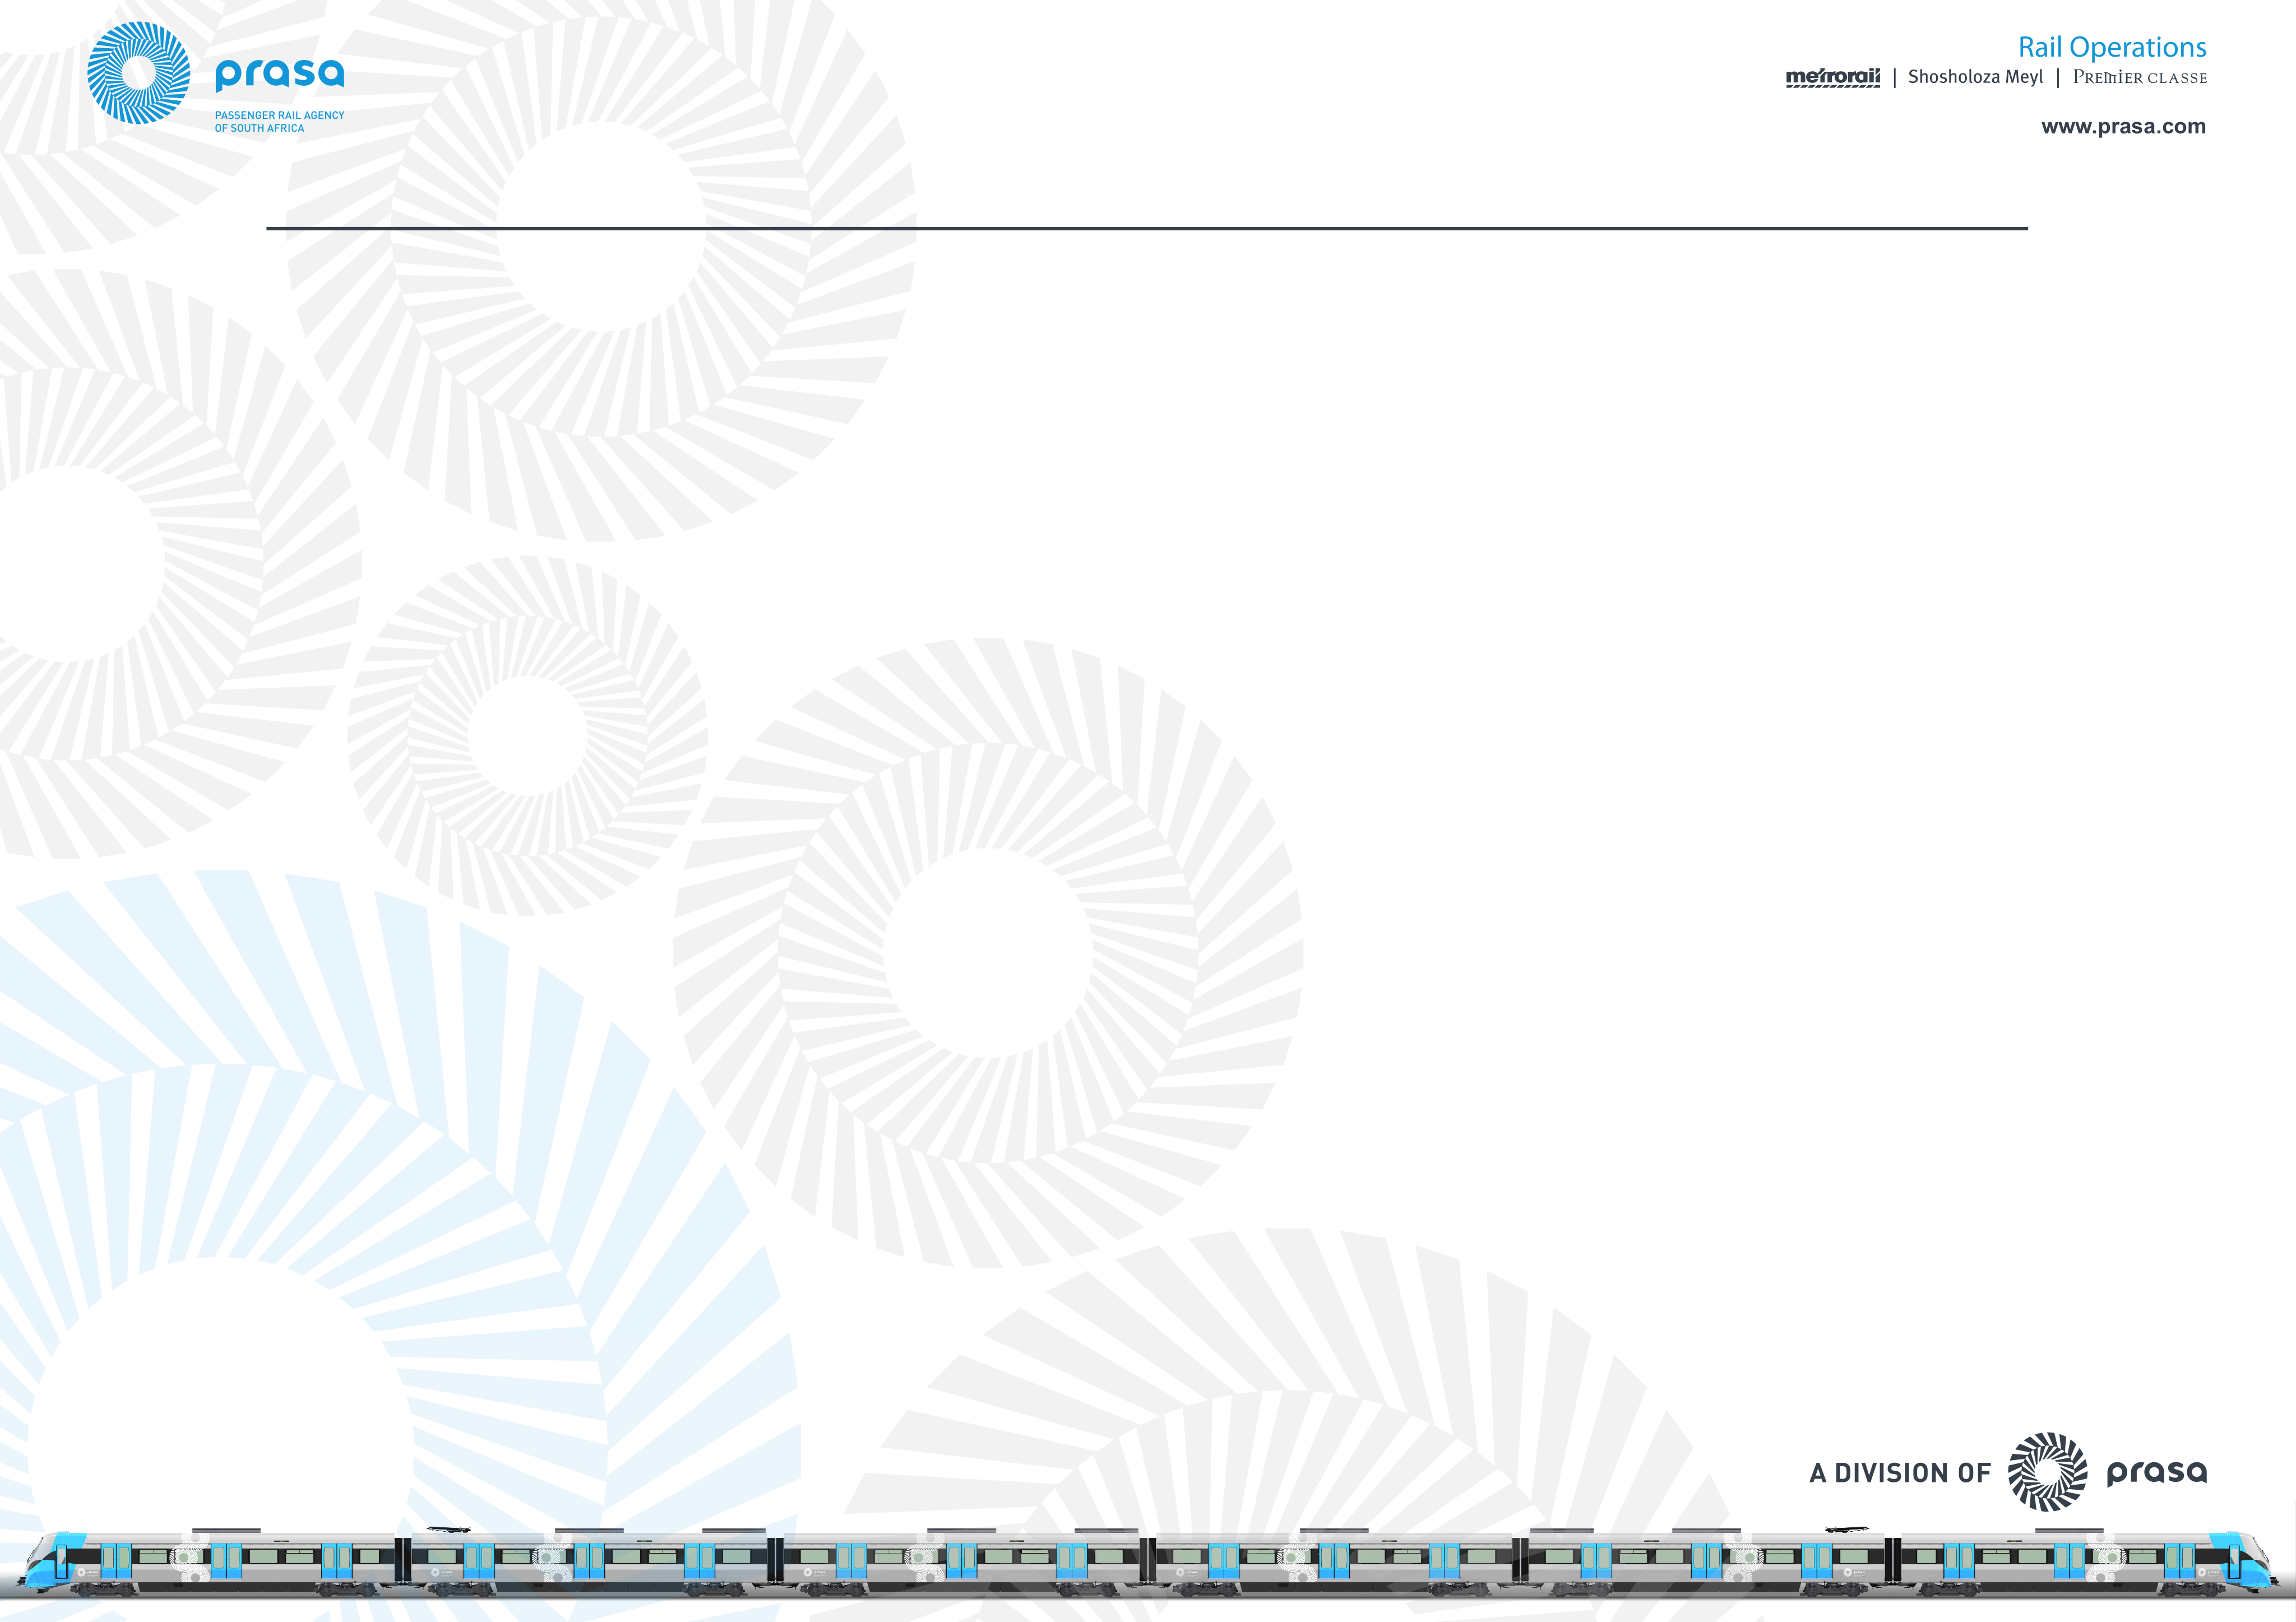 prasa
PASSENGER RAIL AGENCY
OF SOUTH AFRICA
Rail Operations
metrorail | Shosholoza Meyl | PREMIER CLASSE
www.prasa.com
A DIVISION OF prasa